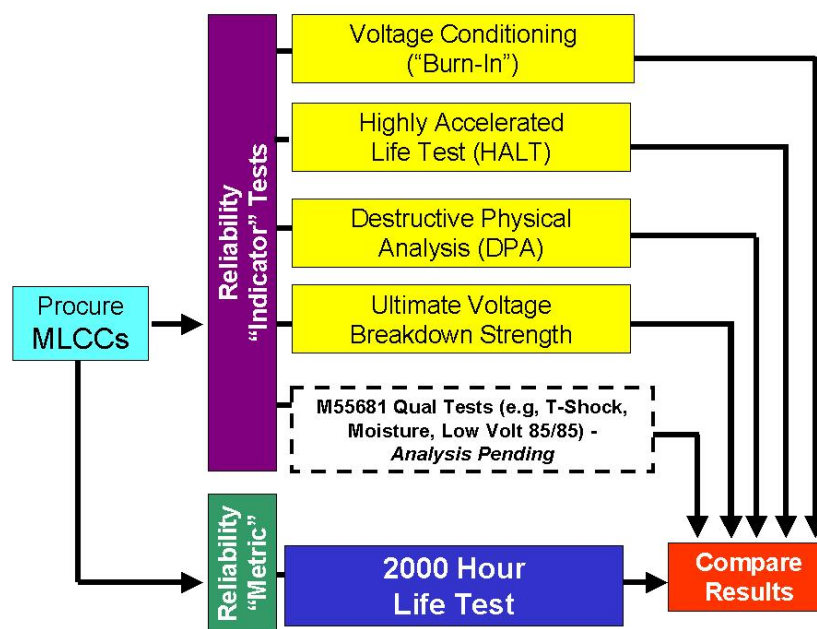 Voltage Conditioning
(“Burn-In”)
Highly Accelerated
Life Test (HALT)
Destructive Physical
Analysis (DPA)
Ultimate Voltage
Breakdown Strength
M55681 Qual Tests (e.g, T-Shock,
Moisture, Low Volt 85/85) -
Analysis Pending
Reliability
“Indicator” Tests
Procure
MLCCs
Reliability
“Metric”
2000 Hour
Life Test
Compare
Results